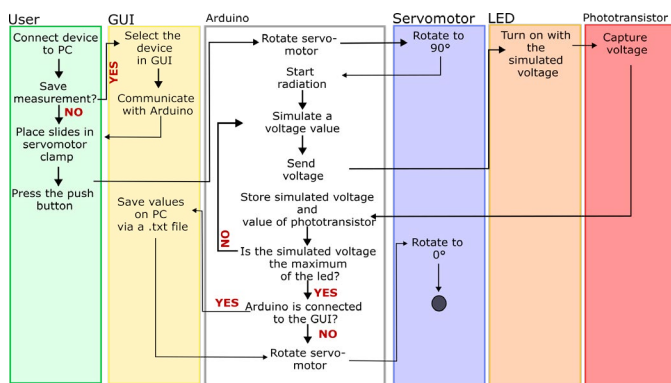 User
GUI
Arduino
Servomotor
LED
Phototransistor
Connect device
to PC
Save
measurement?
YES
NO
Place slides in
servomotor
clamp
Press the push
button
Select the
device
in GUI
Communicate
with Arduino
Save values
on PC
via a .txt file
Rotate servo-
motor
Start
radiation
Simulate a
voltage value
Send
voltage
Store simulated voltage
and
value of phototransistor
NO
Is the simulated voltage
the maximum
of the led?
YES
YES
Arduino is connected
to the GUI?
NO
Rotate servo-
motor
Rotate to
90°
Rotate to
0°
Turn on with
the
simulated
voltage
Capture
voltage